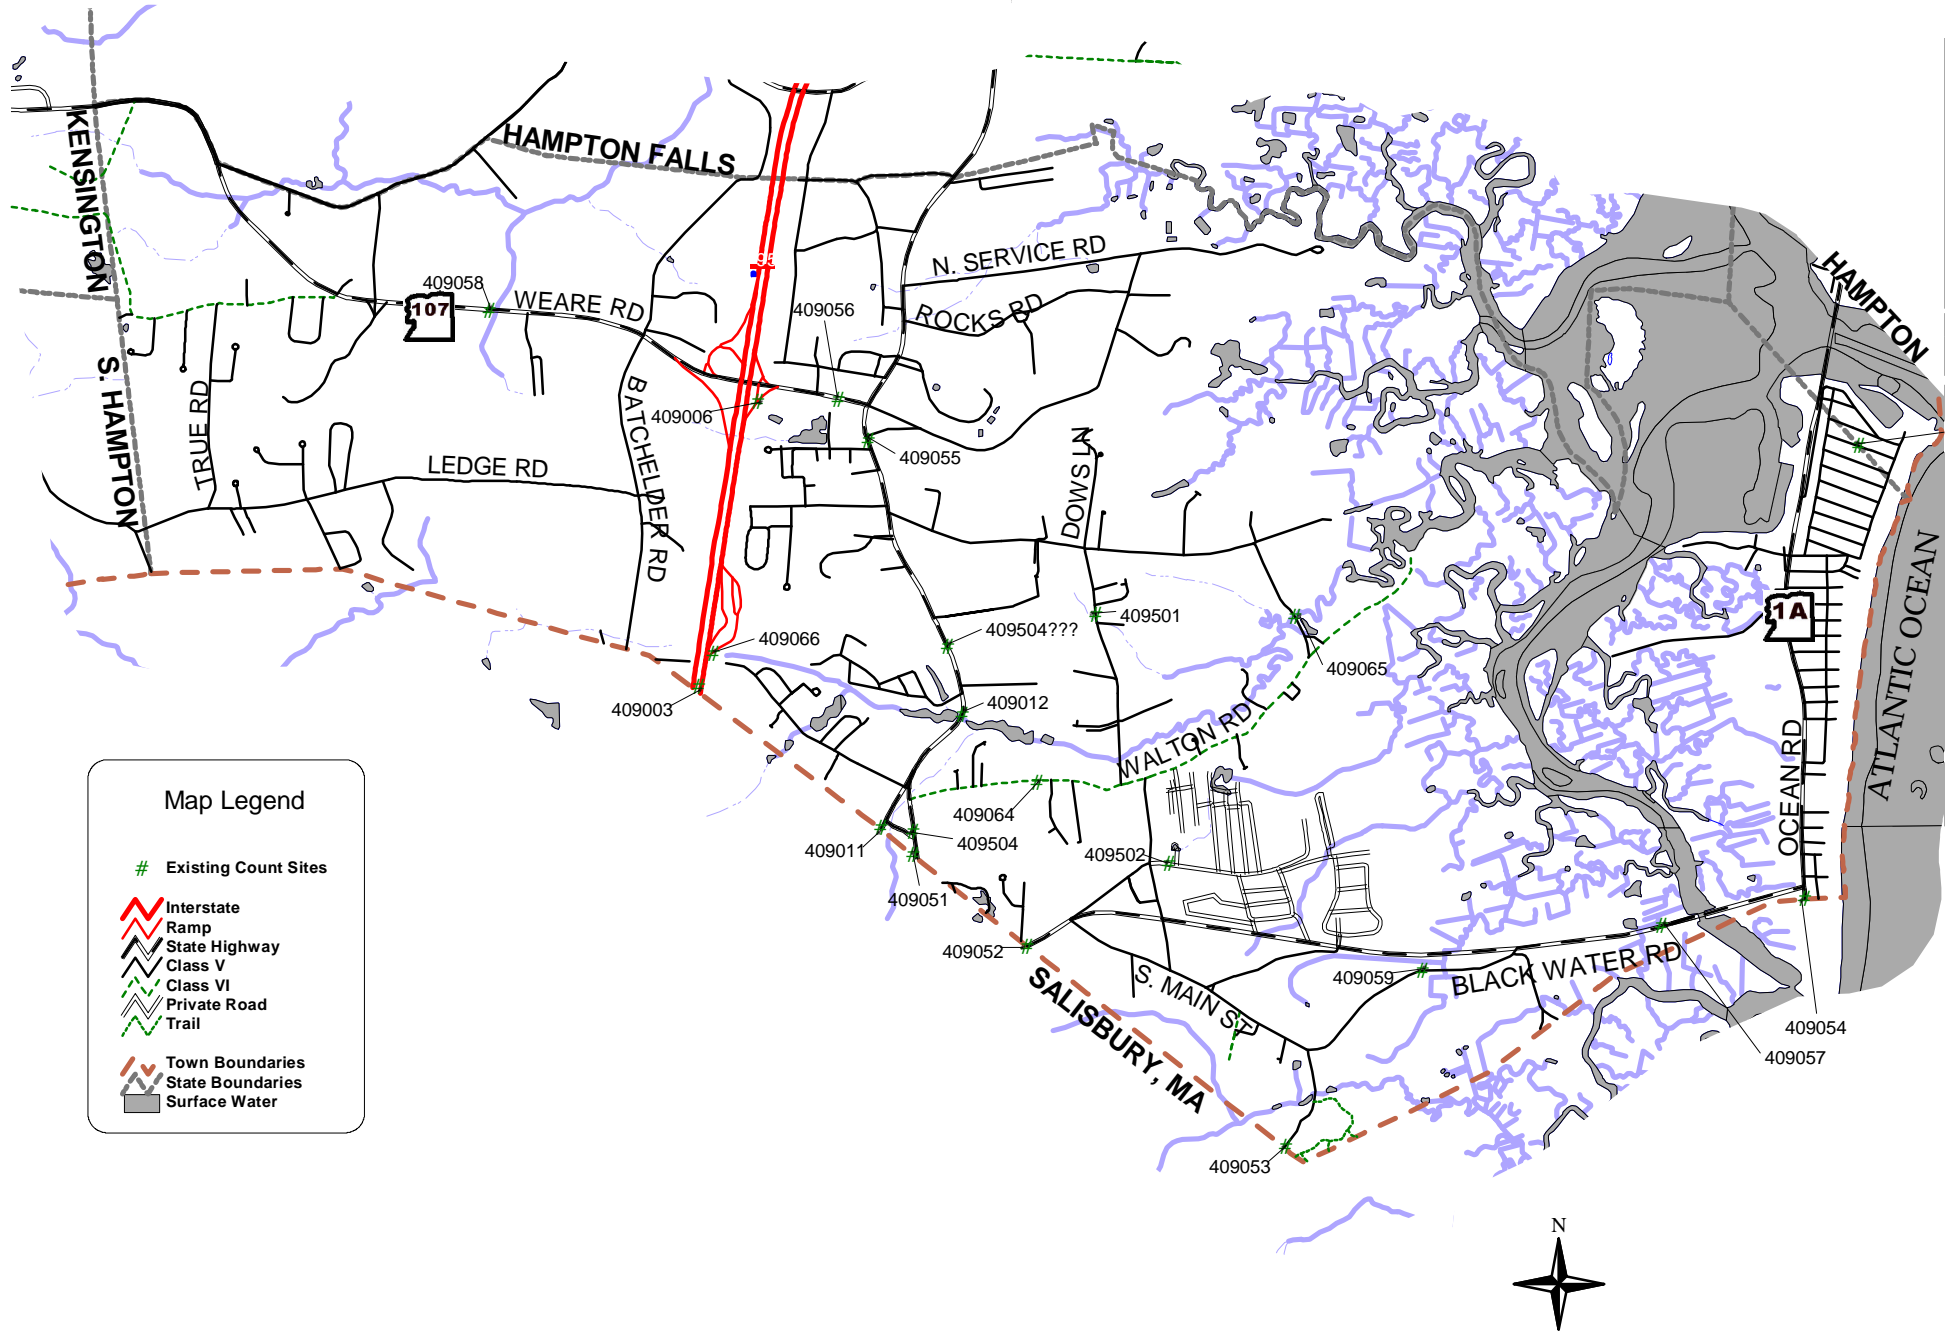 KENSINGTON
HAMPTON FALLS
N. SERVICE RD
HAMPTON
95
409058
107
WEARE RD
409056
ROCKS RD
S. HAMPTON
TRUE RD
BATCHELDER RD
409006
LEDGE RD
409055
DOWS LN
ATLANTIC OCEAN
1A
409501
409504???
409066
409065
409003
409012
WALTON RD
OCEAN RD
Map Legend
409064
409011
409504
409502
# Existing Count Sites
409051
Interstate
Ramp
State Highway
409052
Class V
409059
BLACK WATER RD
Class VI
S. MAIN ST
Private Road
SALISBURY, MA
Trail
409054
409057
Town Boundaries
State Boundaries
Surface Water
409053
N